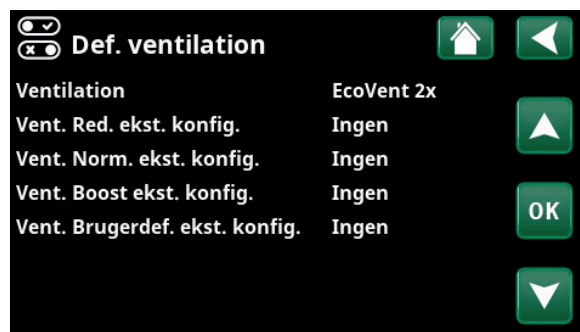 Def. ventilation
Ventilation EcoVent 2x
Vent. Red. ekst. konfig. Ingen
Vent. Norm. ekst. konfig. Ingen
Vent. Boost ekst. konfig. Ingen
Vent. Brugerdef. ekst. konfig. Ingen
OK